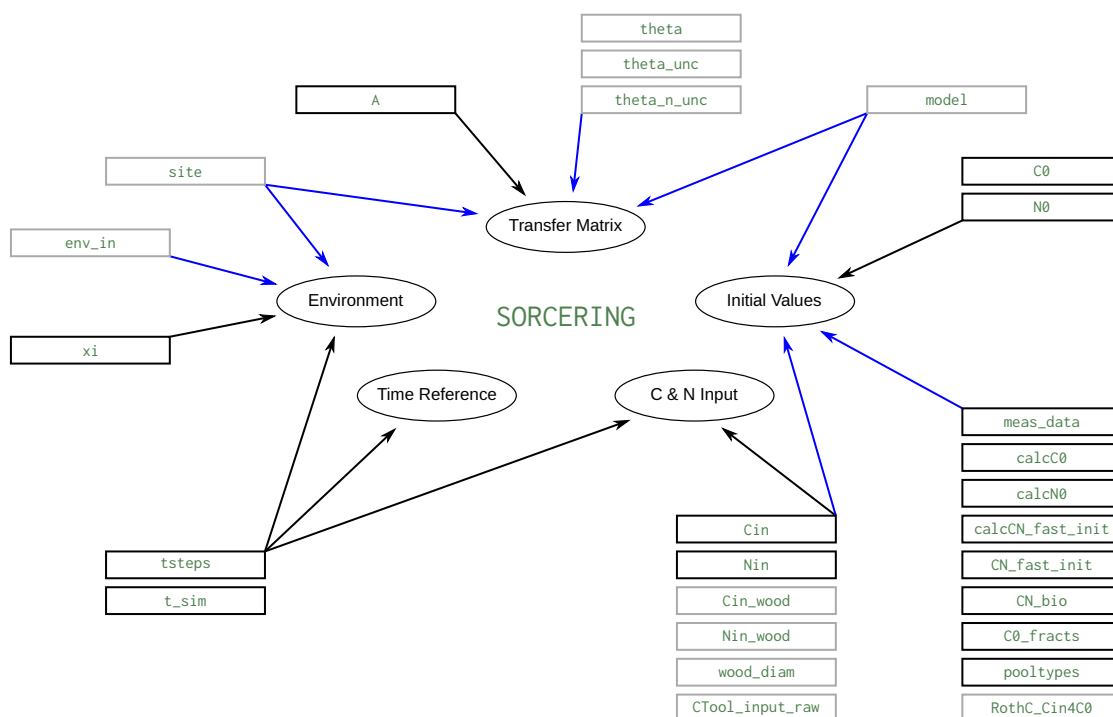 theta
theta_unc
A
theta_n_unc
model
site
C0
N0
Transfer Matrix
env_in
Environment
Initial Values
SORCERING
xi
Time Reference
C & N Input
meas_data
calcC0
calcN0
Cin
calcCN_fast_init
tsteps
Nin
CN_fast_init
t_sim
Cin_wood
CN_bio
Nin_wood
C0_fracts
wood_diam
pooltypes
CTool_input_raw
RothC_Cin4C0